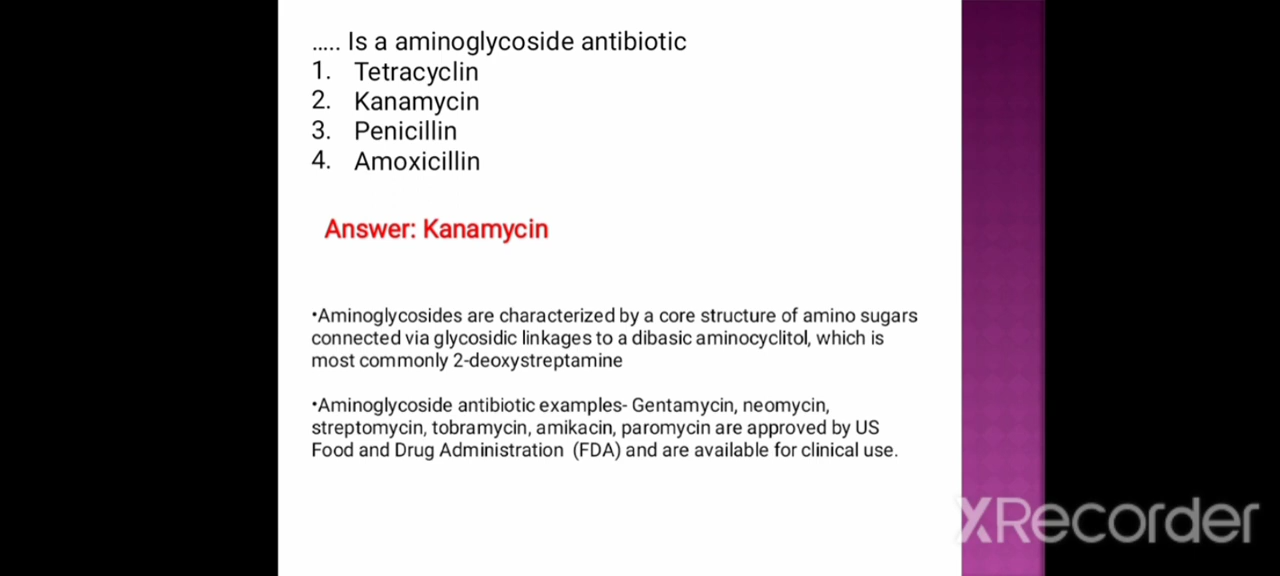 ..... Is a aminoglycoside antibiotic
1. Tetracyclin
2. Kanamycin
3. Penicillin
4. Amoxicillin
Answer: Kanamycin
•Aminoglycosides are characterized by a core structure of amino sugars
connected via glycosidic linkages to a dibasic aminocyclitol, which is
most commonly 2-deoxystreptamine
•Aminoglycoside antibiotic examples- Gentamycin, neomycin,
streptomycin, tobramycin, amikacin, paromycin are approved by US
Food and Drug Administration (FDA) and are available for clinical use.
XRecorder